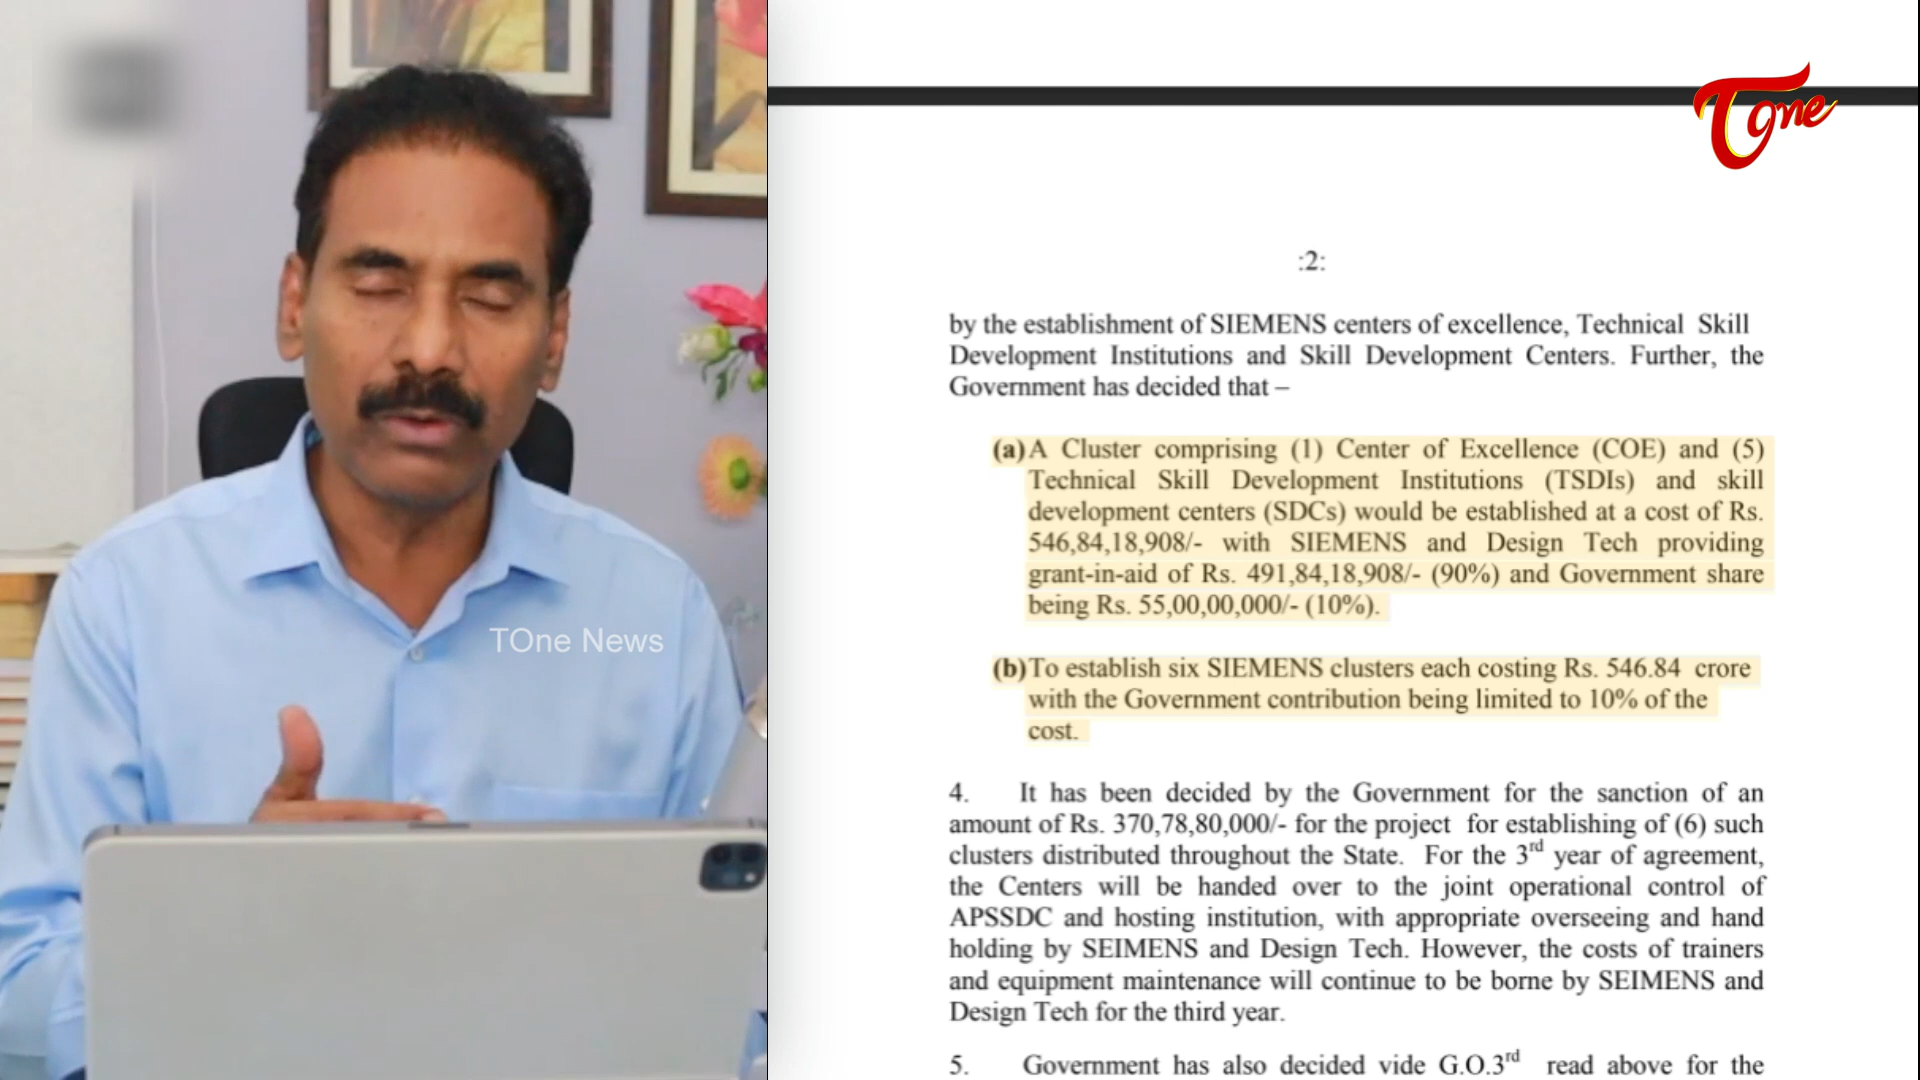 Tone
:2:
by the establishment of SIEMENS centers of excellence, Technical Skill
Development Institutions and Skill Development Centers. Further, the
Government has decided that –
(a) A Cluster comprising (1) Center of Excellence (COE) and (5)
Technical Skill Development Institutions (TSDIs) and skill
development centers (SDCs) would be established at a cost of Rs.
546,84,18,908/- with SIEMENS and Design Tech providing
grant-in-aid of Rs. 491,84,18,908/- (90%) and Government share
being Rs. 55,00,00,000/- (10%).
(b) To establish six SIEMENS clusters each costing Rs. 546.84 crore
with the Government contribution being limited to 10% of the
cost.
4. It has been decided by the Government for the sanction of an
amount of Rs. 370,78,80,000/- for the project for establishing of (6) such
clusters distributed throughout the State. For the 3rd year of agreement,
the Centers will be handed over to the joint operational control of
APSSDC and hosting institution, with appropriate overseeing and hand
holding by SEIMENS and Design Tech. However, the costs of trainers
and equipment maintenance will continue to be borne by SEIMENS and
Design Tech for the third year.
5. Government has also decided vide G.O.3rd read above for the
TOne News